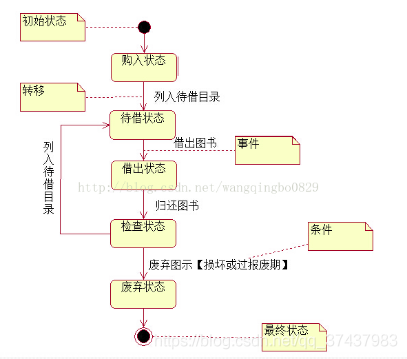 初始状态
购入状态
转移
列入待借目录
待借状态
借出图书
事件
列入待借目录
借出状态
http://blog.csdn.net/wangqingbo0829
归还图书
检查状态
条件
废弃图示【损坏或过报废期】
废弃状态
最终状态
https://blog.csdn.net/qq_37437983